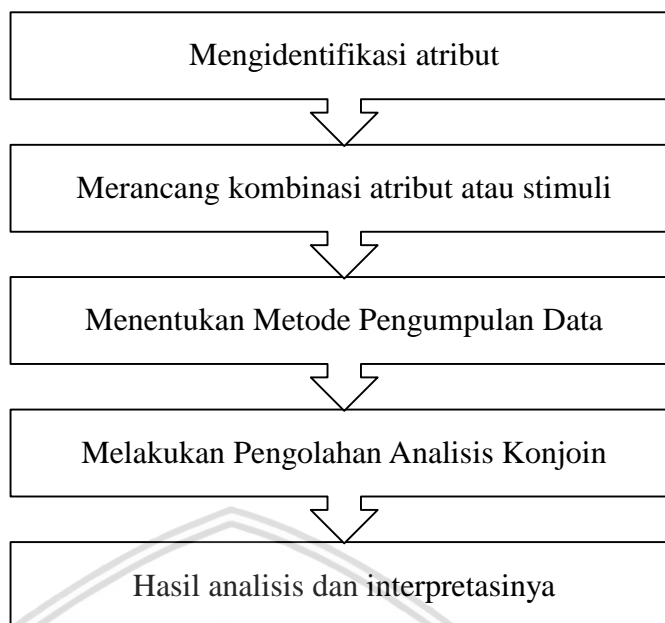 Mengidentifikasi atribut
Merancang kombinasi atribut atau stimuli
Menentukan Metode Pengumpulan Data
Melakukan Pengolahan Analisis Konjoin
Hasil analisis dan interpretasinya